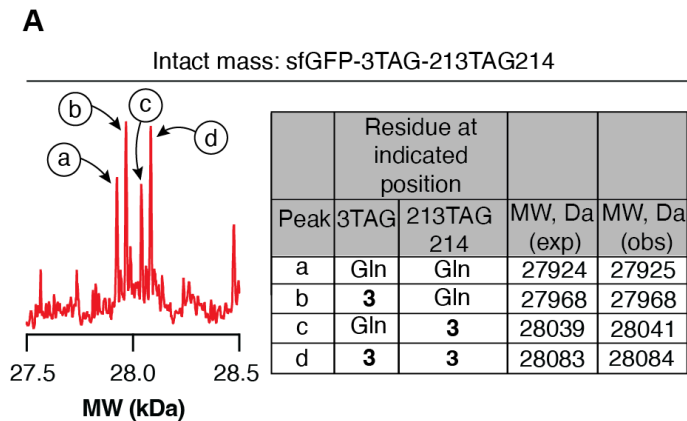 A
Intact mass: sfGFP-3TAG-213TAG214
a
b
c
d
27.5
28.0
28.5
MW (kDa)
Residue at
indicated
position
Peak 3TAG 213TAG 214 MW, Da (exp) MW, Da (obs)
a Gln Gln 27924 27925
b 3 Gln 27968 27968
c Gln 3 28039 28041
d 3 3 28083 28084